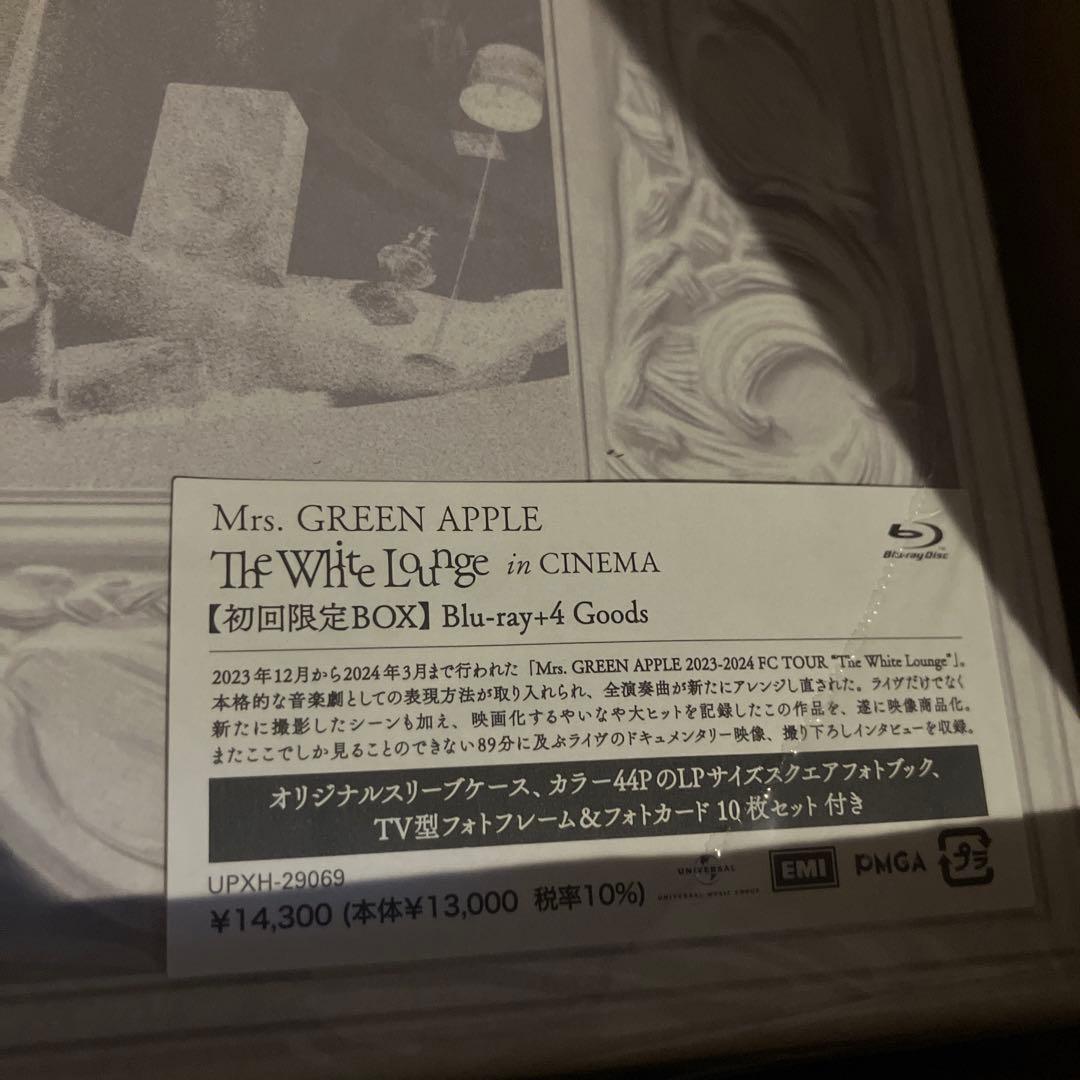 Mrs. GREEN APPLE
The White Lounge in CINEMA
【初回限定BOX】 Blu-ray+4 Goods
Blu-ray Disc
2023年12月から2024年3月まで行われた「Mrs. GREEN APPLE 2023-2024 FC TOUR "The White Lounge"」。
本格的な音楽劇としての表現方法が取り入れられ、全演奏曲が新たにアレンジし直された。ライヴだけでなく
新たに撮影したシーンも加え、映画化するやいなや大ヒットを記録したこの作品を、遂に映像商品化。
またここでしか見ることのできない89分に及ぶライヴのドキュメンタリー映像、撮り下ろしインタビューを収録。
オリジナルスリーブケース、カラー44PのLPサイズスクエアフォトブック、
TV型フォトフレーム&フォトカード 10枚セット 付き
UPXH-29069
¥14,300 (本体¥13,000 税率10%)
UNIVERSAL
UNIVERSAL MUSIC GROUP
EMI
PMGA
プラ